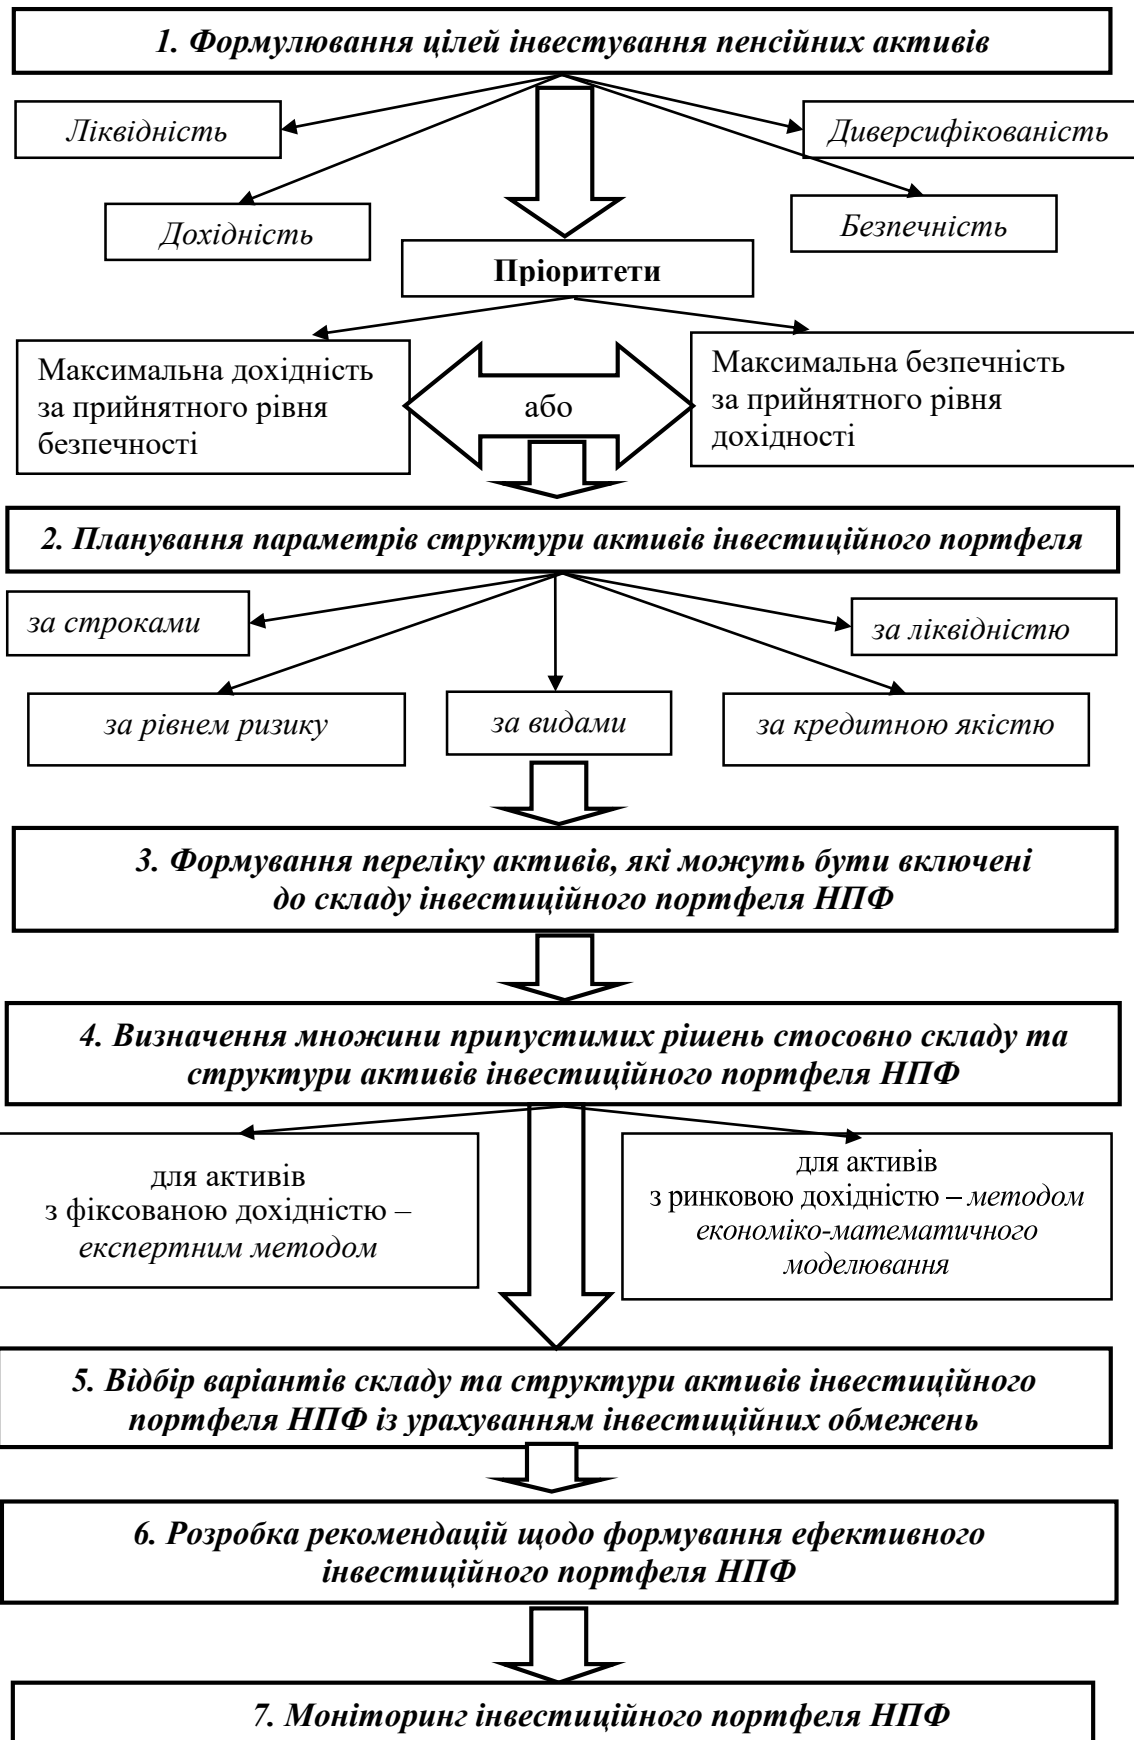 1. Формулювання цілей інвестування пенсійних активів
Ліквідність
Диверсифікованість
Дохідність
Безпечність
Пріоритети
Максимальна дохідність
за прийнятного рівня
безпечності
або
Максимальна безпечність
за прийнятного рівня
дохідності
2. Планування параметрів структури активів інвестиційного портфеля
за строками
за ліквідністю
за рівнем ризику
за видами
за кредитною якістю
3. Формування переліку активів, які можуть бути включені
до складу інвестиційного портфеля НПФ
4. Визначення множини припустимих рішень стосовно складу та
структури активів інвестиційного портфеля НПФ
для активів
з фіксованою дохідністю –
експертним методом
для активів
з ринковою дохідністю – методом
економіко-математичного
моделювання
5. Відбір варіантів складу та структури активів інвестиційного
портфеля НПФ із урахуванням інвестиційних обмежень
6. Розробка рекомендацій щодо формування ефективного
інвестиційного портфеля НПФ
7. Моніторинг інвестиційного портфеля НПФ